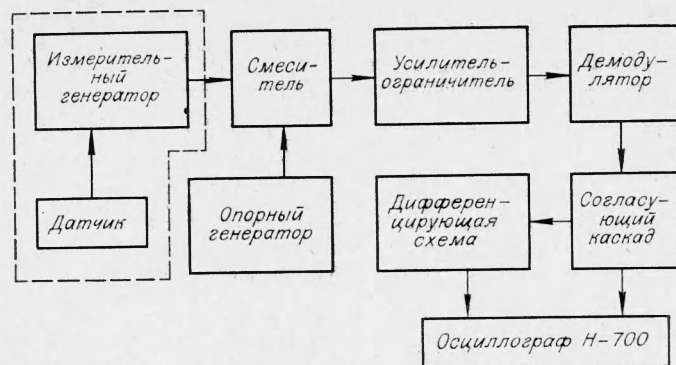 Измеритель-
ный
генератор
Смеси-
тель
Усилитель-
ограничитель
Демоду-
лятор
Датчик
Опорный
генератор
Дифферен-
цирующая
схема
Согласу-
ющий
каскад
Осциллограф Н-700